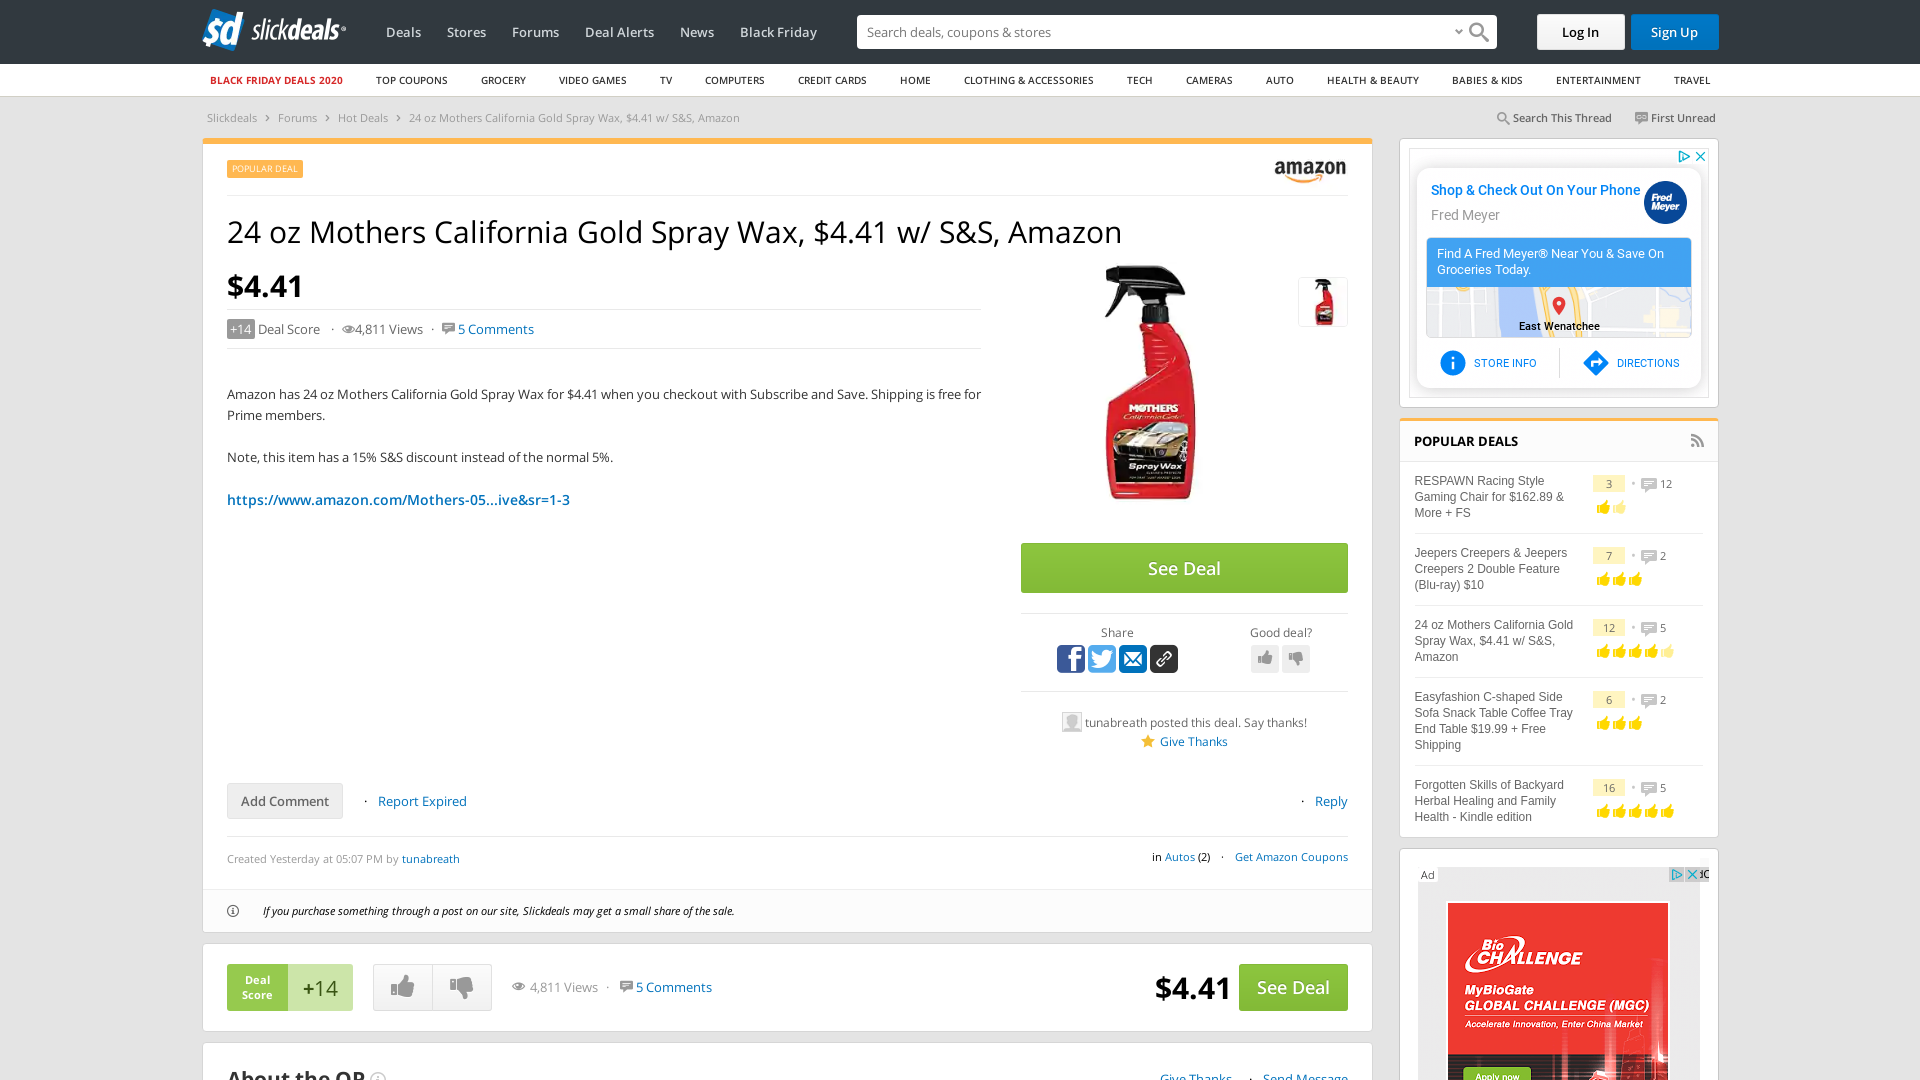 sd slickdeals
Deals Stores Forums Deal Alerts News Black Friday
Search deals, coupons & shops
Log In
Sign Up
BLACK FRIDAY DEALS 2020 TOP COUPONS GROCERY VIDEO GAMES TV COMPUTERS CREDIT CARDS HOME CLOTHING & ACCESSORIES TECH CAMERAS AUTO HEALTH & BEAUTY BABIES & KIDS ENTERTAINMENT TRAVEL
Slickdeals > Forums > Hot Deals > 24 oz Mothers California Gold Spray Wax, $4.41 w/ S&S, Amazon
Search This Thread
First Unread
POPULAR DEAL
amazon
24 oz Mothers California Gold Spray Wax, $4.41 w/ S&S, Amazon
$4.41
+14 Deal Score · 4,811 Views · 5 Comments
Amazon has 24 oz Mothers California Gold Spray Wax for $4.41 when you checkout with Subscribe and Save. Shipping is free for
Prime members.
Note, this item has a 15% S&S discount instead of the normal 5%.
https://www.amazon.com/Mothers-05...ive&sr=1-3
MOTHERS
California Gold
Spray Wax
See Deal
Share
Good deal?
tunabreath posted this deal. Say thanks!
Give Thanks
Add Comment · Report Expired
· Reply
Created Yesterday at 05:07 PM by tunabreath
in Autos (2) · Get Amazon Coupons
If you purchase something through a post on our site, Slickdeals may get a small share of the sale.
Deal
Score
+14
4,811 Views · 5 Comments
$4.41
See Deal
About the OP
Give Thanks · Send Message
Shop & Check Out On Your Phone
Fred Meyer
Fred
Meyer
Find A Fred Meyer® Near You & Save On
Groceries Today.
East Wenatchee
STORE INFO
DIRECTIONS
POPULAR DEALS
RESPAWN Racing Style
Gaming Chair for $162.89 &
More + FS
3 · 12
Jeepers Creepers & Jeepers
Creepers 2 Double Feature
(Blu-ray) $10
7 · 2
24 oz Mothers California Gold
Spray Wax, $4.41 w/ S&S,
Amazon
12 · 5
Easyfashion C-shaped Side
Sofa Snack Table Coffee Tray
End Table $19.99 + Free
Shipping
6 · 2
Forgotten Skills of Backyard
Herbal Healing and Family
Health - Kindle edition
16 · 5
Ad
Bio
CHALLENGE
MyBioGate
GLOBAL CHALLENGE (MGC)
Accelerate Innovation, Enter China Market
Apply now